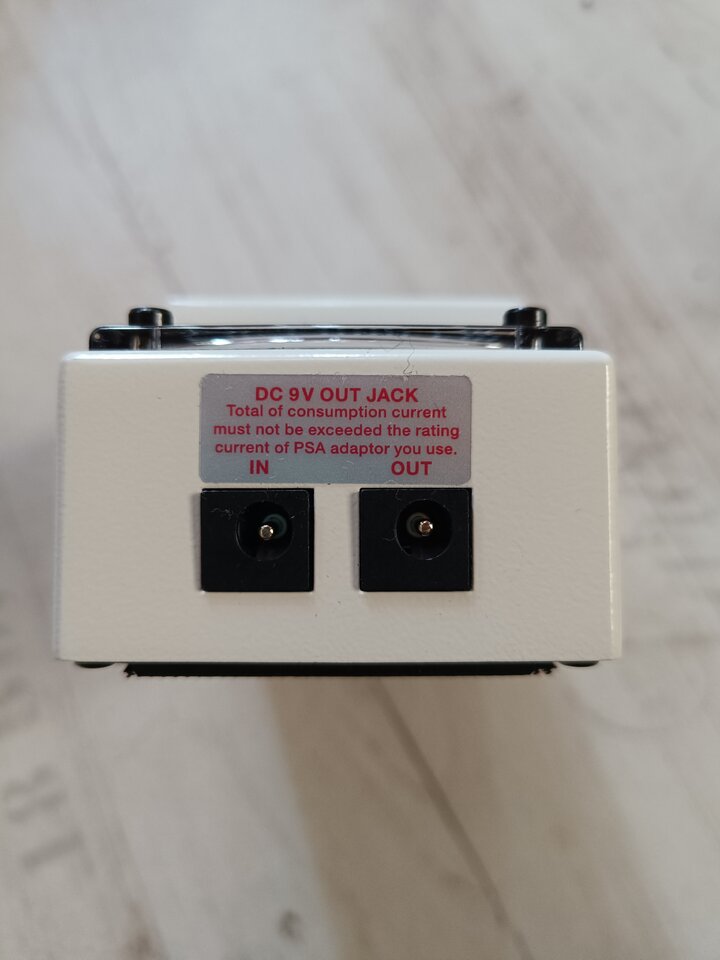 DC 9V OUT JACK
Total of consumption current
must not be exceeded the rating
current of PSA adaptor you use.
IN OUT